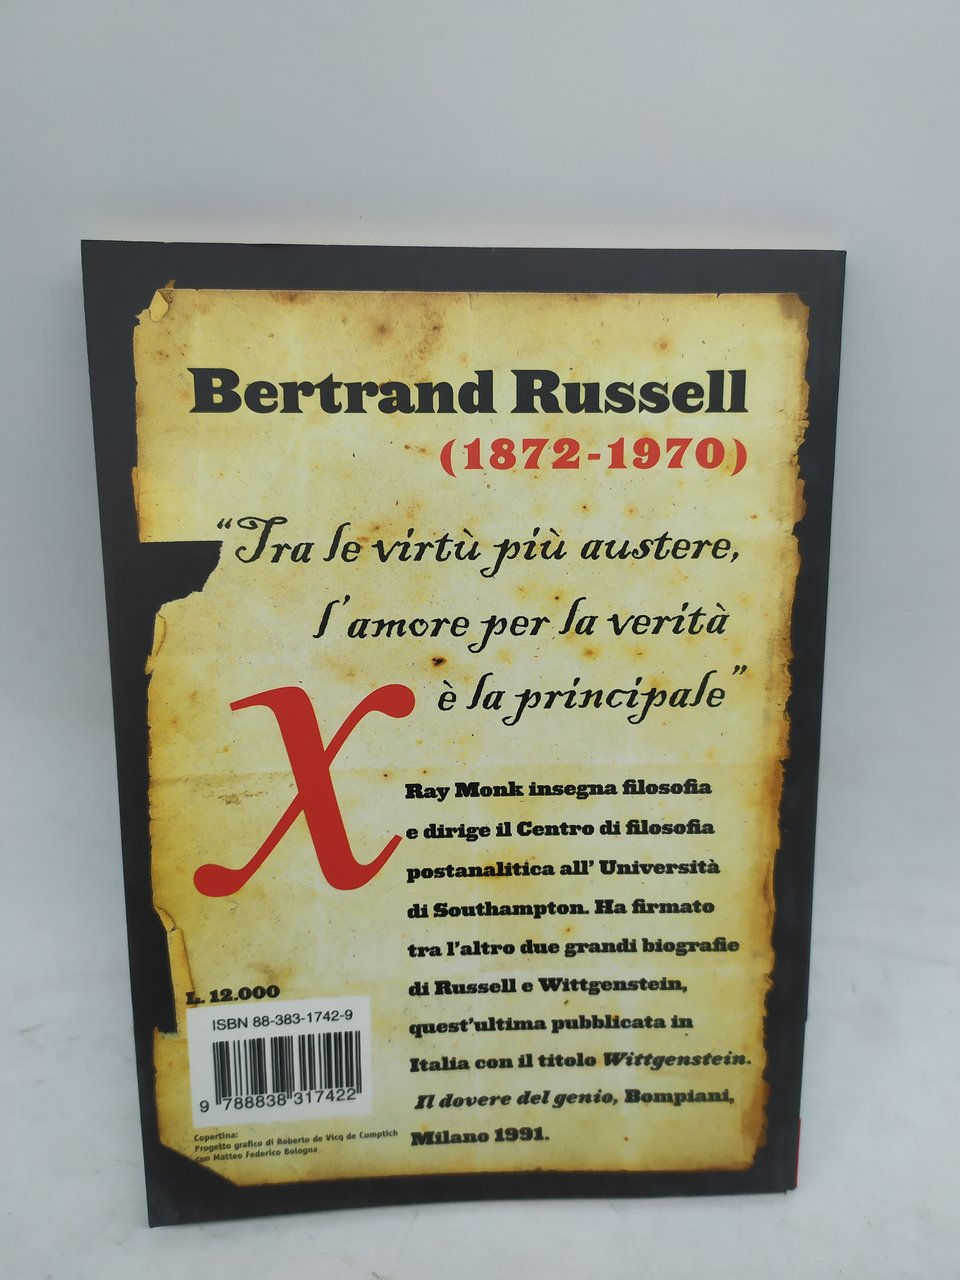 Bertrand Russell
(1872-1970)
“Tra le virtù più austere,
l'amore per la verità
è la principale”
x
Ray Monk insegna filosofia
e dirige il Centro di filosofia
postanalitica all' Università
di Southampton. Ha firmato
tra l'altro due grandi biografie
di Russell e Wittgenstein,
quest'ultima pubblicata in
Italia con il titolo Wittgenstein.
Il dovere del genio, Bompiani,
Milano 1991.
L. 12.000
ISBN 88-383-1742-9
9 788838 317422
Copertina:
Progetto grafico di Roberto de Vicq de Cumptich
con Matteo Federico Bologna